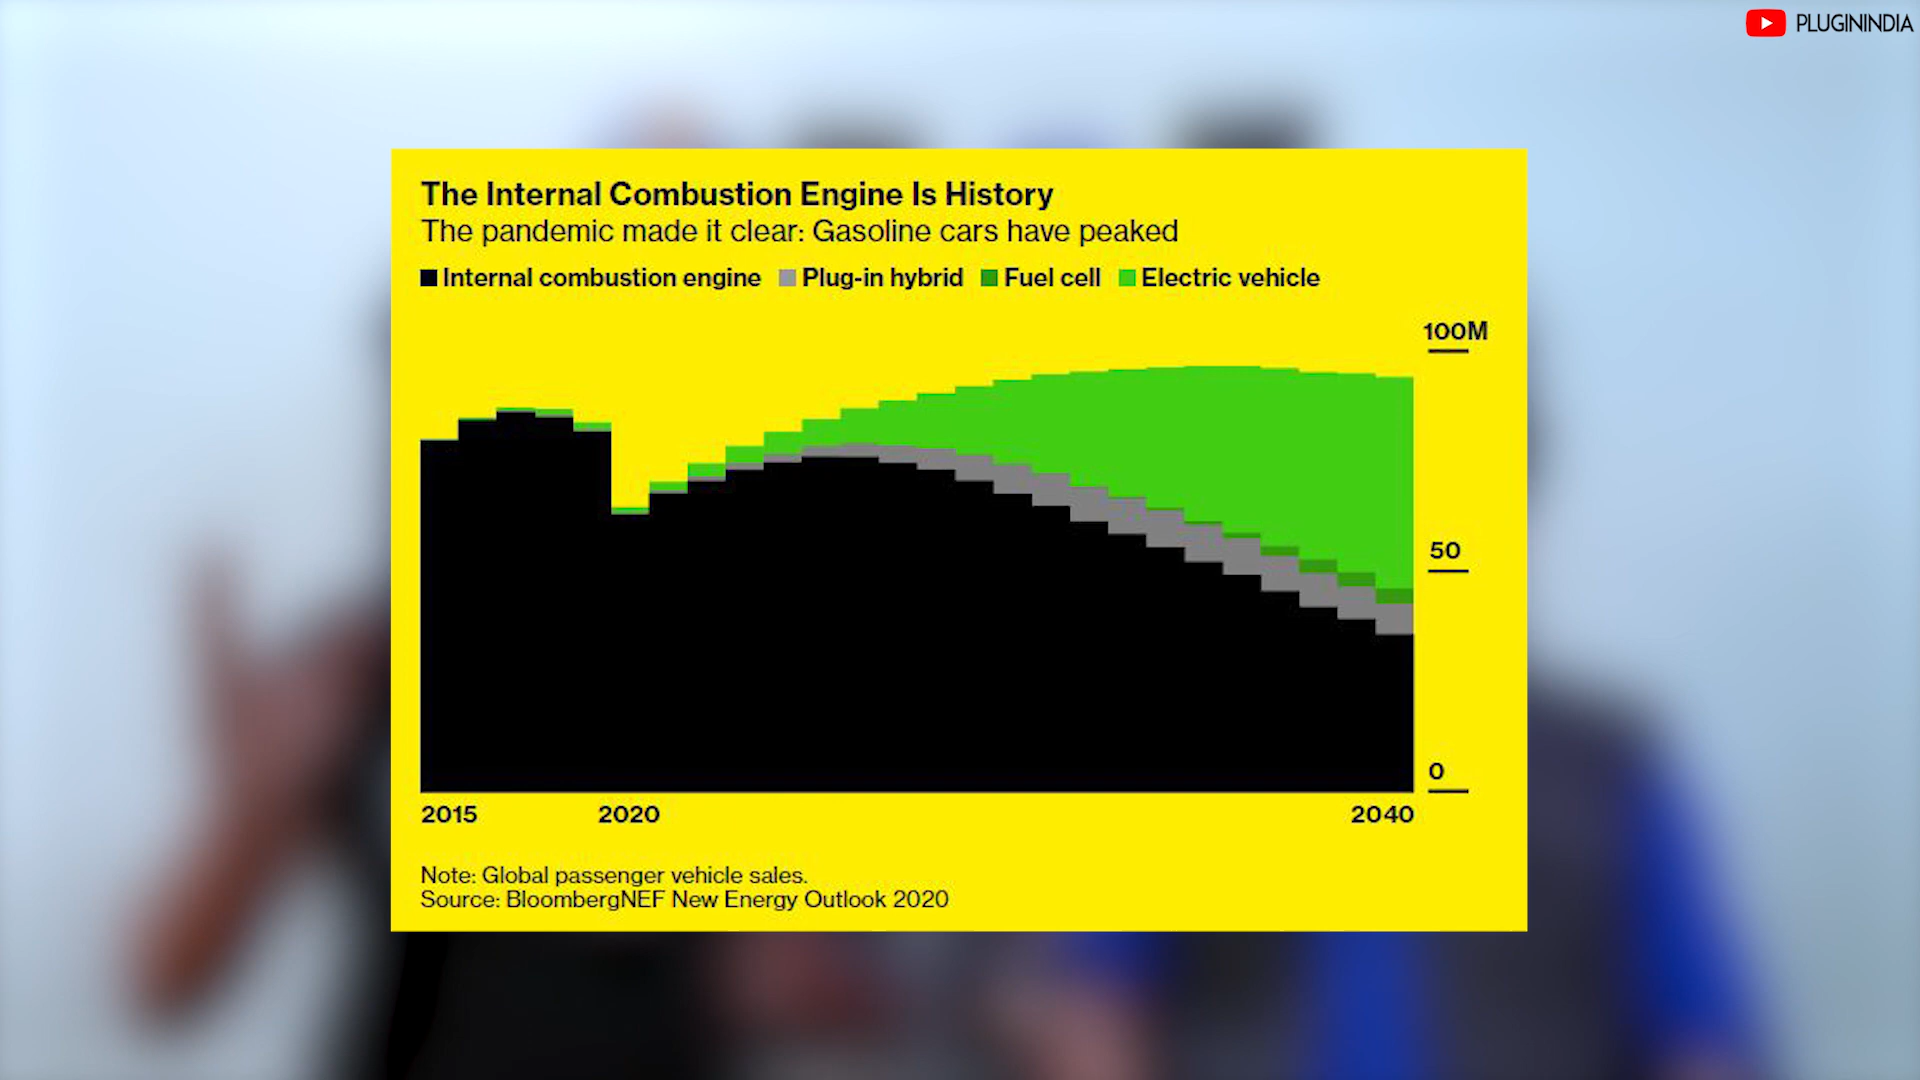 PLUGININDIA
The Internal Combustion Engine Is History
The pandemic made it clear: Gasoline cars have peaked
Internal combustion engine Plug-in hybrid Fuel cell Electric vehicle
100M
50
0
2015 2020 2040
Note: Global passenger vehicle sales.
Source: BloombergNEF New Energy Outlook 2020